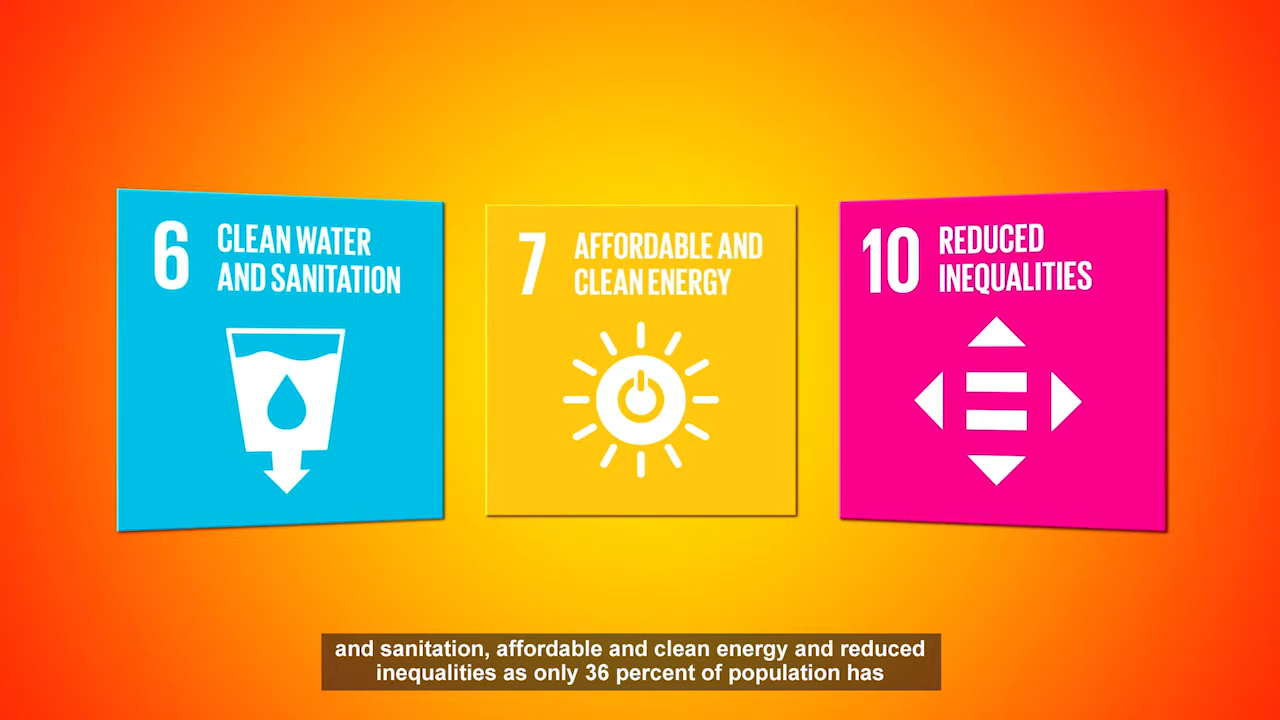 6
CLEAN WATER
AND SANITATION
7
AFFORDABLE AND
CLEAN ENERGY
10
REDUCED
INEQUALITIES
and sanitation, affordable and clean energy and reduced
inequalities as only 36 percent of population has